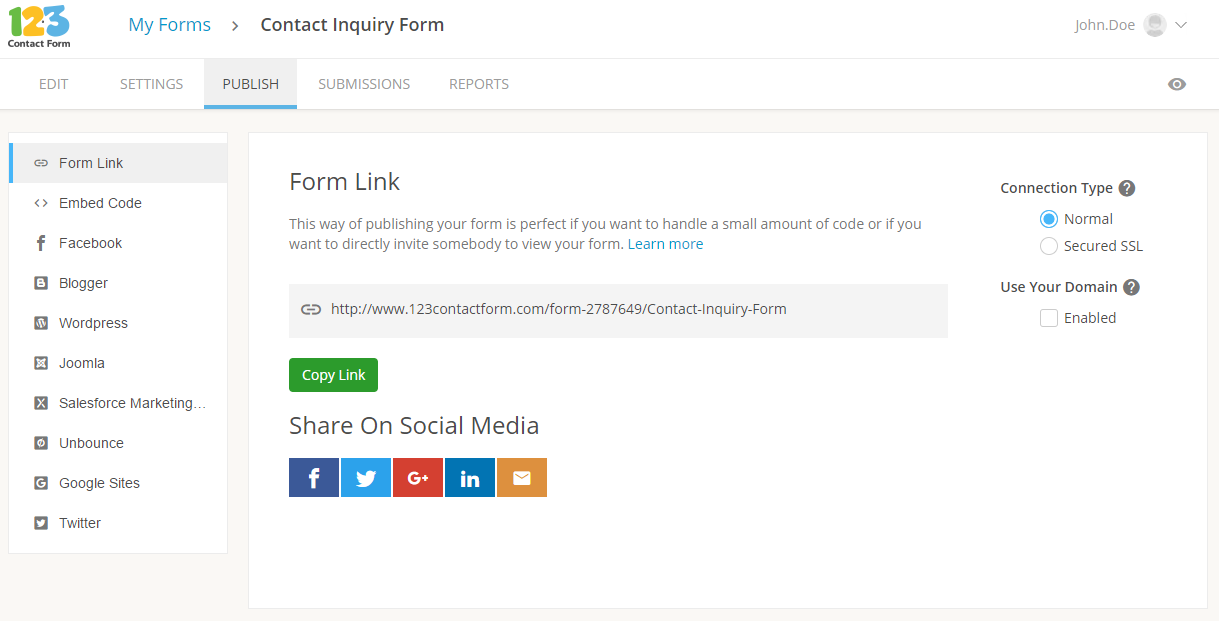 123
Contact Form
My Forms > Contact Inquiry Form
John.Doe
EDIT SETTINGS PUBLISH SUBMISSIONS REPORTS
Form Link
Embed Code
Facebook
Blogger
Wordpress
Joomla
Salesforce Marketing...
Unbounce
Google Sites
Twitter
Form Link
This way of publishing your form is perfect if you want to handle a small amount of code or if you
want to directly invite somebody to view your form. Learn more
http://www.123contactform.com/form-2787649/Contact-Inquiry-Form
Copy Link
Share On Social Media
f G+ in
Connection Type ?
Normal
Secured SSL
Use Your Domain ?
Enabled